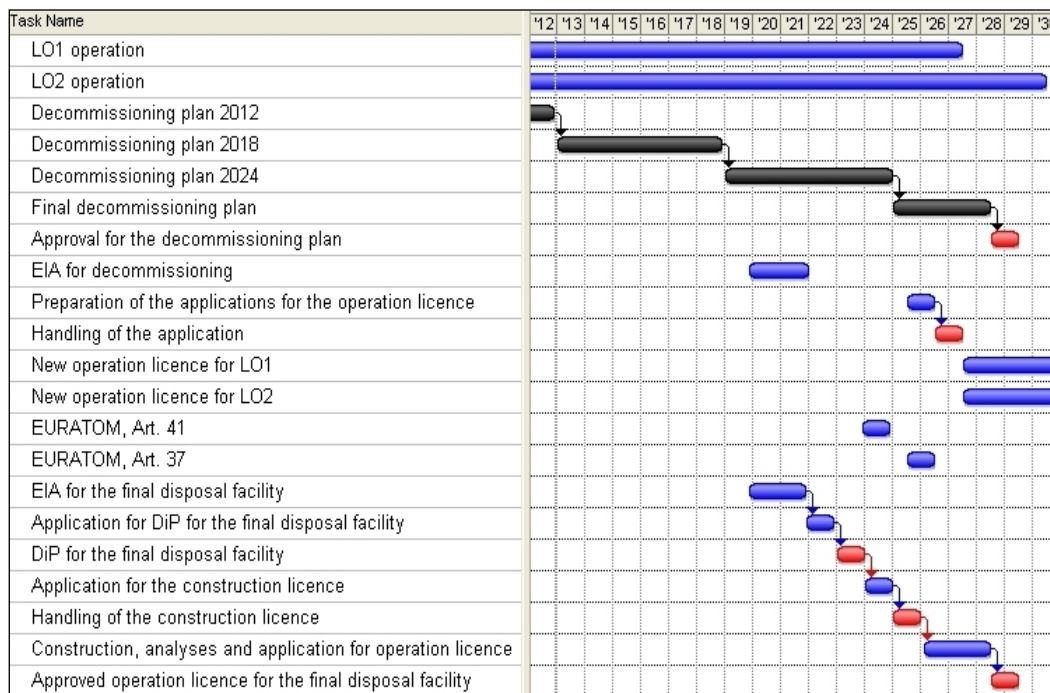 Task Name '12 '13 '14 '15 '16 '17 '18 '19 '20 '21 '22 '23 '24 '25 '26 '27 '28 '29
LO1 operation
LO2 operation
Decommissioning plan 2012
Decommissioning plan 2018
Decommissioning plan 2024
Final decommissioning plan
Approval for the decommissioning plan
EIA for decommissioning
Preparation of the applications for the operation licence
Handling of the application
New operation licence for LO1
New operation licence for LO2
EURATOM, Art. 41
EURATOM, Art. 37
EIA for the final disposal facility
Application for DiP for the final disposal facility
DiP for the final disposal facility
Application for the construction licence
Handling of the construction licence
Construction, analyses and application for operation licence
Approved operation licence for the final disposal facility